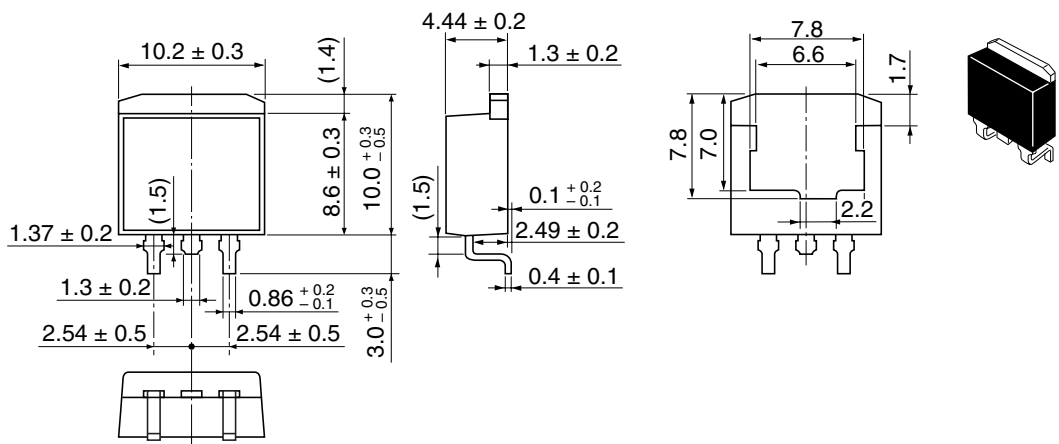 10.2 ± 0.3
(1.4)
8.6 ± 0.3
10.0 +0.3 −0.5
(1.5)
1.37 ± 0.2
1.3 ± 0.2
0.86 +0.2 −0.1
3.0 +0.3 −0.5
2.54 ± 0.5
2.54 ± 0.5
4.44 ± 0.2
1.3 ± 0.2
(1.5)
0.1 +0.2 −0.1
2.49 ± 0.2
0.4 ± 0.1
7.8
6.6
1.7
7.8
7.0
2.2